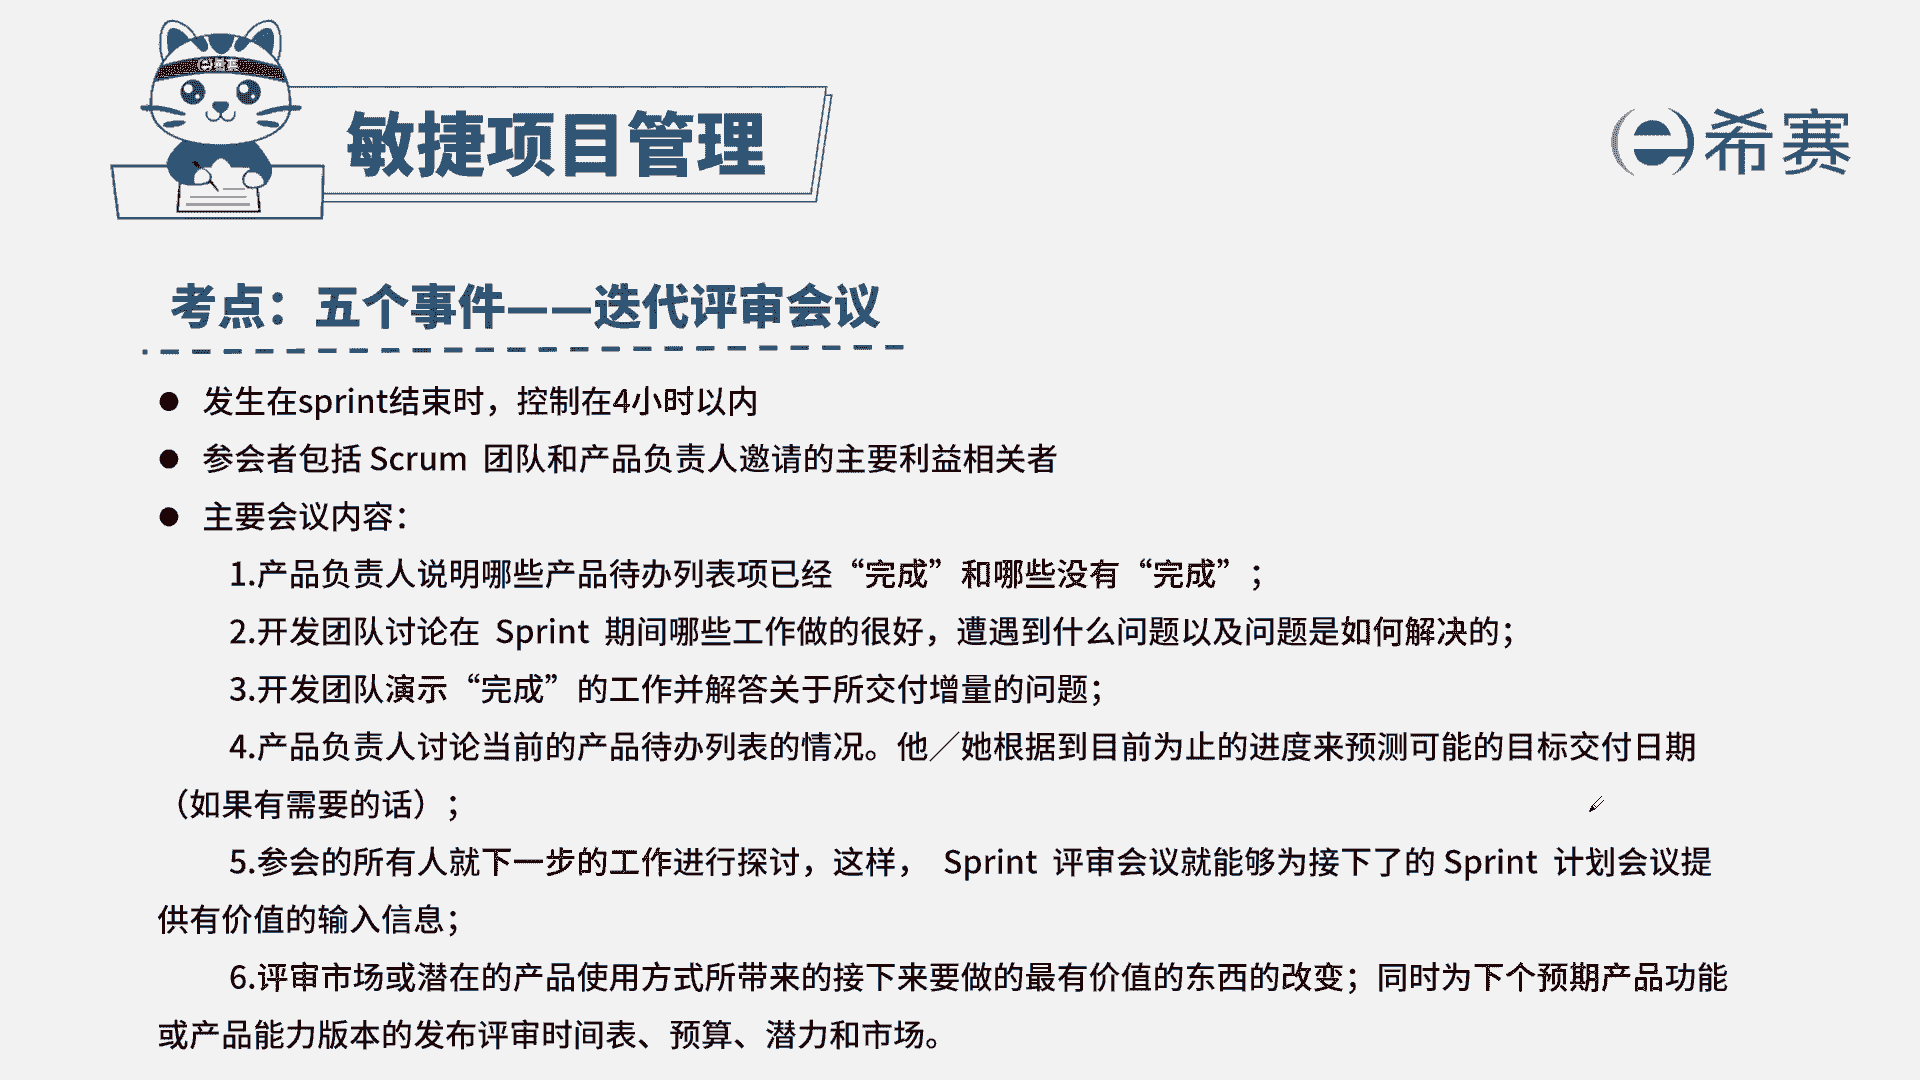 希赛
敏捷项目管理
希赛
考点：五个事件——迭代评审会议
● 发生在sprint结束时，控制在4小时以内
● 参会者包括 Scrum 团队和产品负责人邀请的主要利益相关者
● 主要会议内容：
1.产品负责人说明哪些产品待办列表项已经“完成”和哪些没有“完成”；
2.开发团队讨论在 Sprint 期间哪些工作做的很好，遭遇到什么问题以及问题是如何解决的；
3.开发团队演示“完成”的工作并解答关于所交付增量的问题；
4.产品负责人讨论当前的产品待办列表的情况。他／她根据到目前为止的进度来预测可能的目标交付日期
（如果有需要的话）；
5.参会的所有人就下一步的工作进行探讨，这样， Sprint 评审会议就能够为接下了的 Sprint 计划会议提
供有价值的输入信息；
6.评审市场或潜在的产品使用方式所带来的接下来要做的最有价值的东西的改变；同时为下个预期产品功能
或产品能力版本的发布评审时间表、预算、潜力和市场。